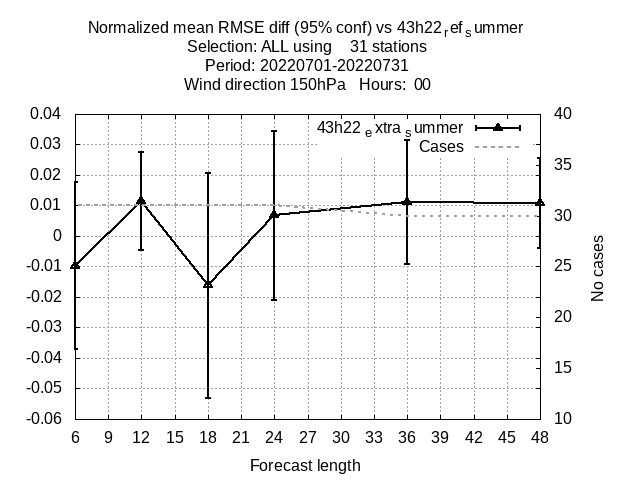 Normalized mean RMSE diff (95% conf) vs 43h22refsummer
Selection: ALL using    31 stations
Period: 20220701-20220731
Wind direction 150hPa   Hours:  00
43h22extrasummer
Cases
0.04
0.03
0.02
0.01
0
-0.01
-0.02
-0.03
-0.04
-0.05
-0.06
40
35
30
25
20
15
10
No cases
6 9 12 15 18 21 24 27 30 33 36 39 42 45 48
Forecast length